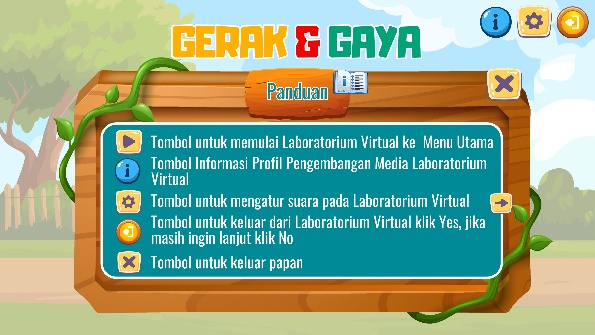 GERAK & GAYA
Panduan
Tombol untuk memulai Laboratorium Virtual ke Menu Utama
Tombol Informasi Profil Pengembangan Media Laboratorium
Virtual
Tombol untuk mengatur suara pada Laboratorium Virtual
Tombol untuk keluar dari Laboratorium Virtual klik Yes, jika
masih ingin lanjut klik No
Tombol untuk keluar papan